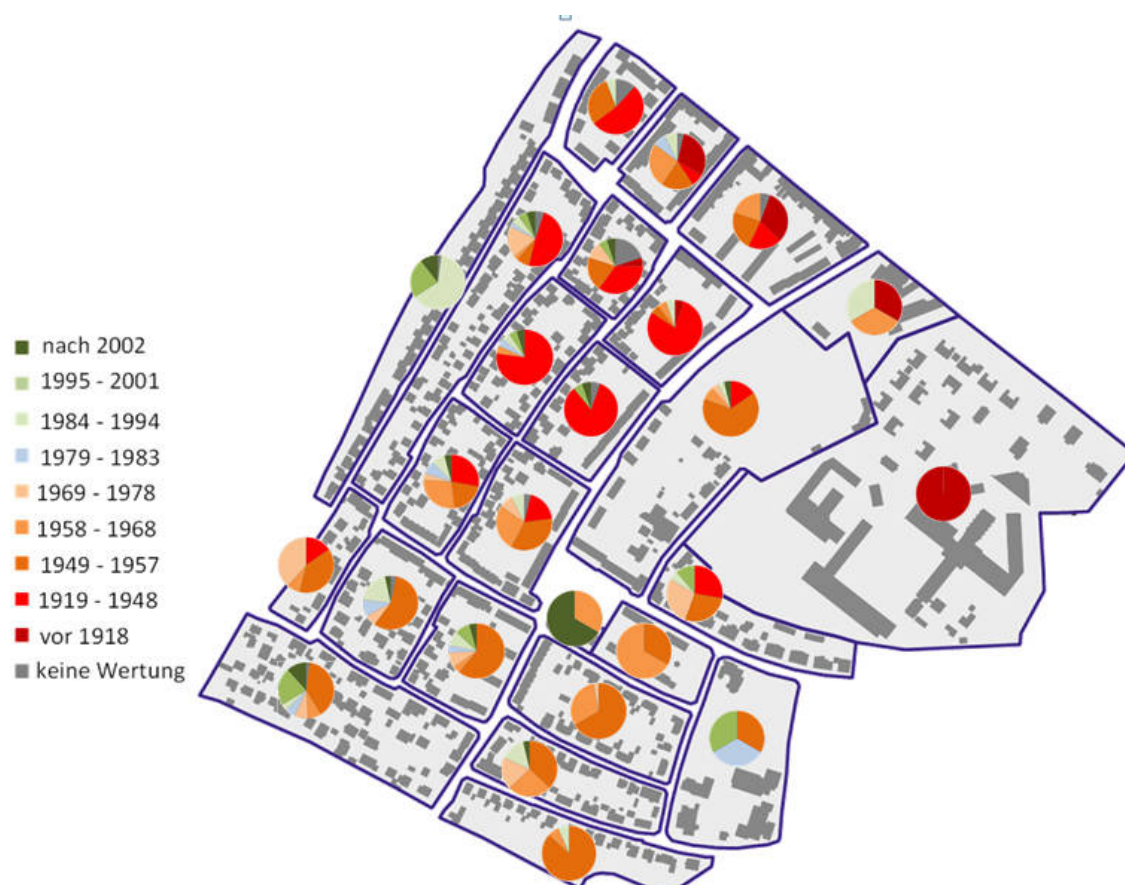 nach 2002
1995 - 2001
1984 - 1994
1979 - 1983
1969 - 1978
1958 - 1968
1949 - 1957
1919 - 1948
vor 1918
keine Wertung